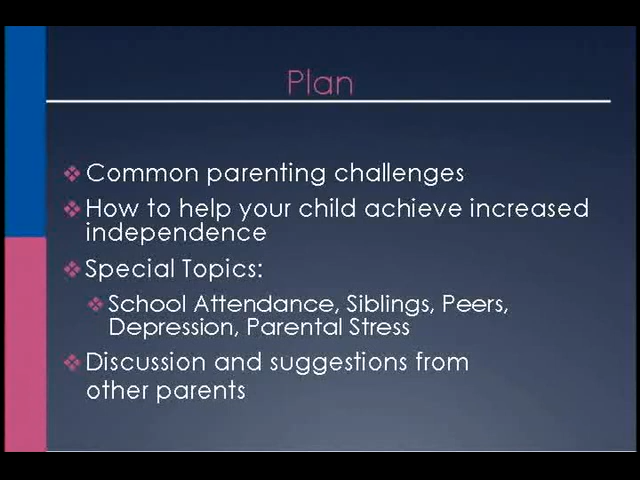 Plan
Common parenting challenges
How to help your child achieve increased
independence
Special Topics:
School Attendance, Siblings, Peers,
Depression, Parental Stress
Discussion and suggestions from
other parents